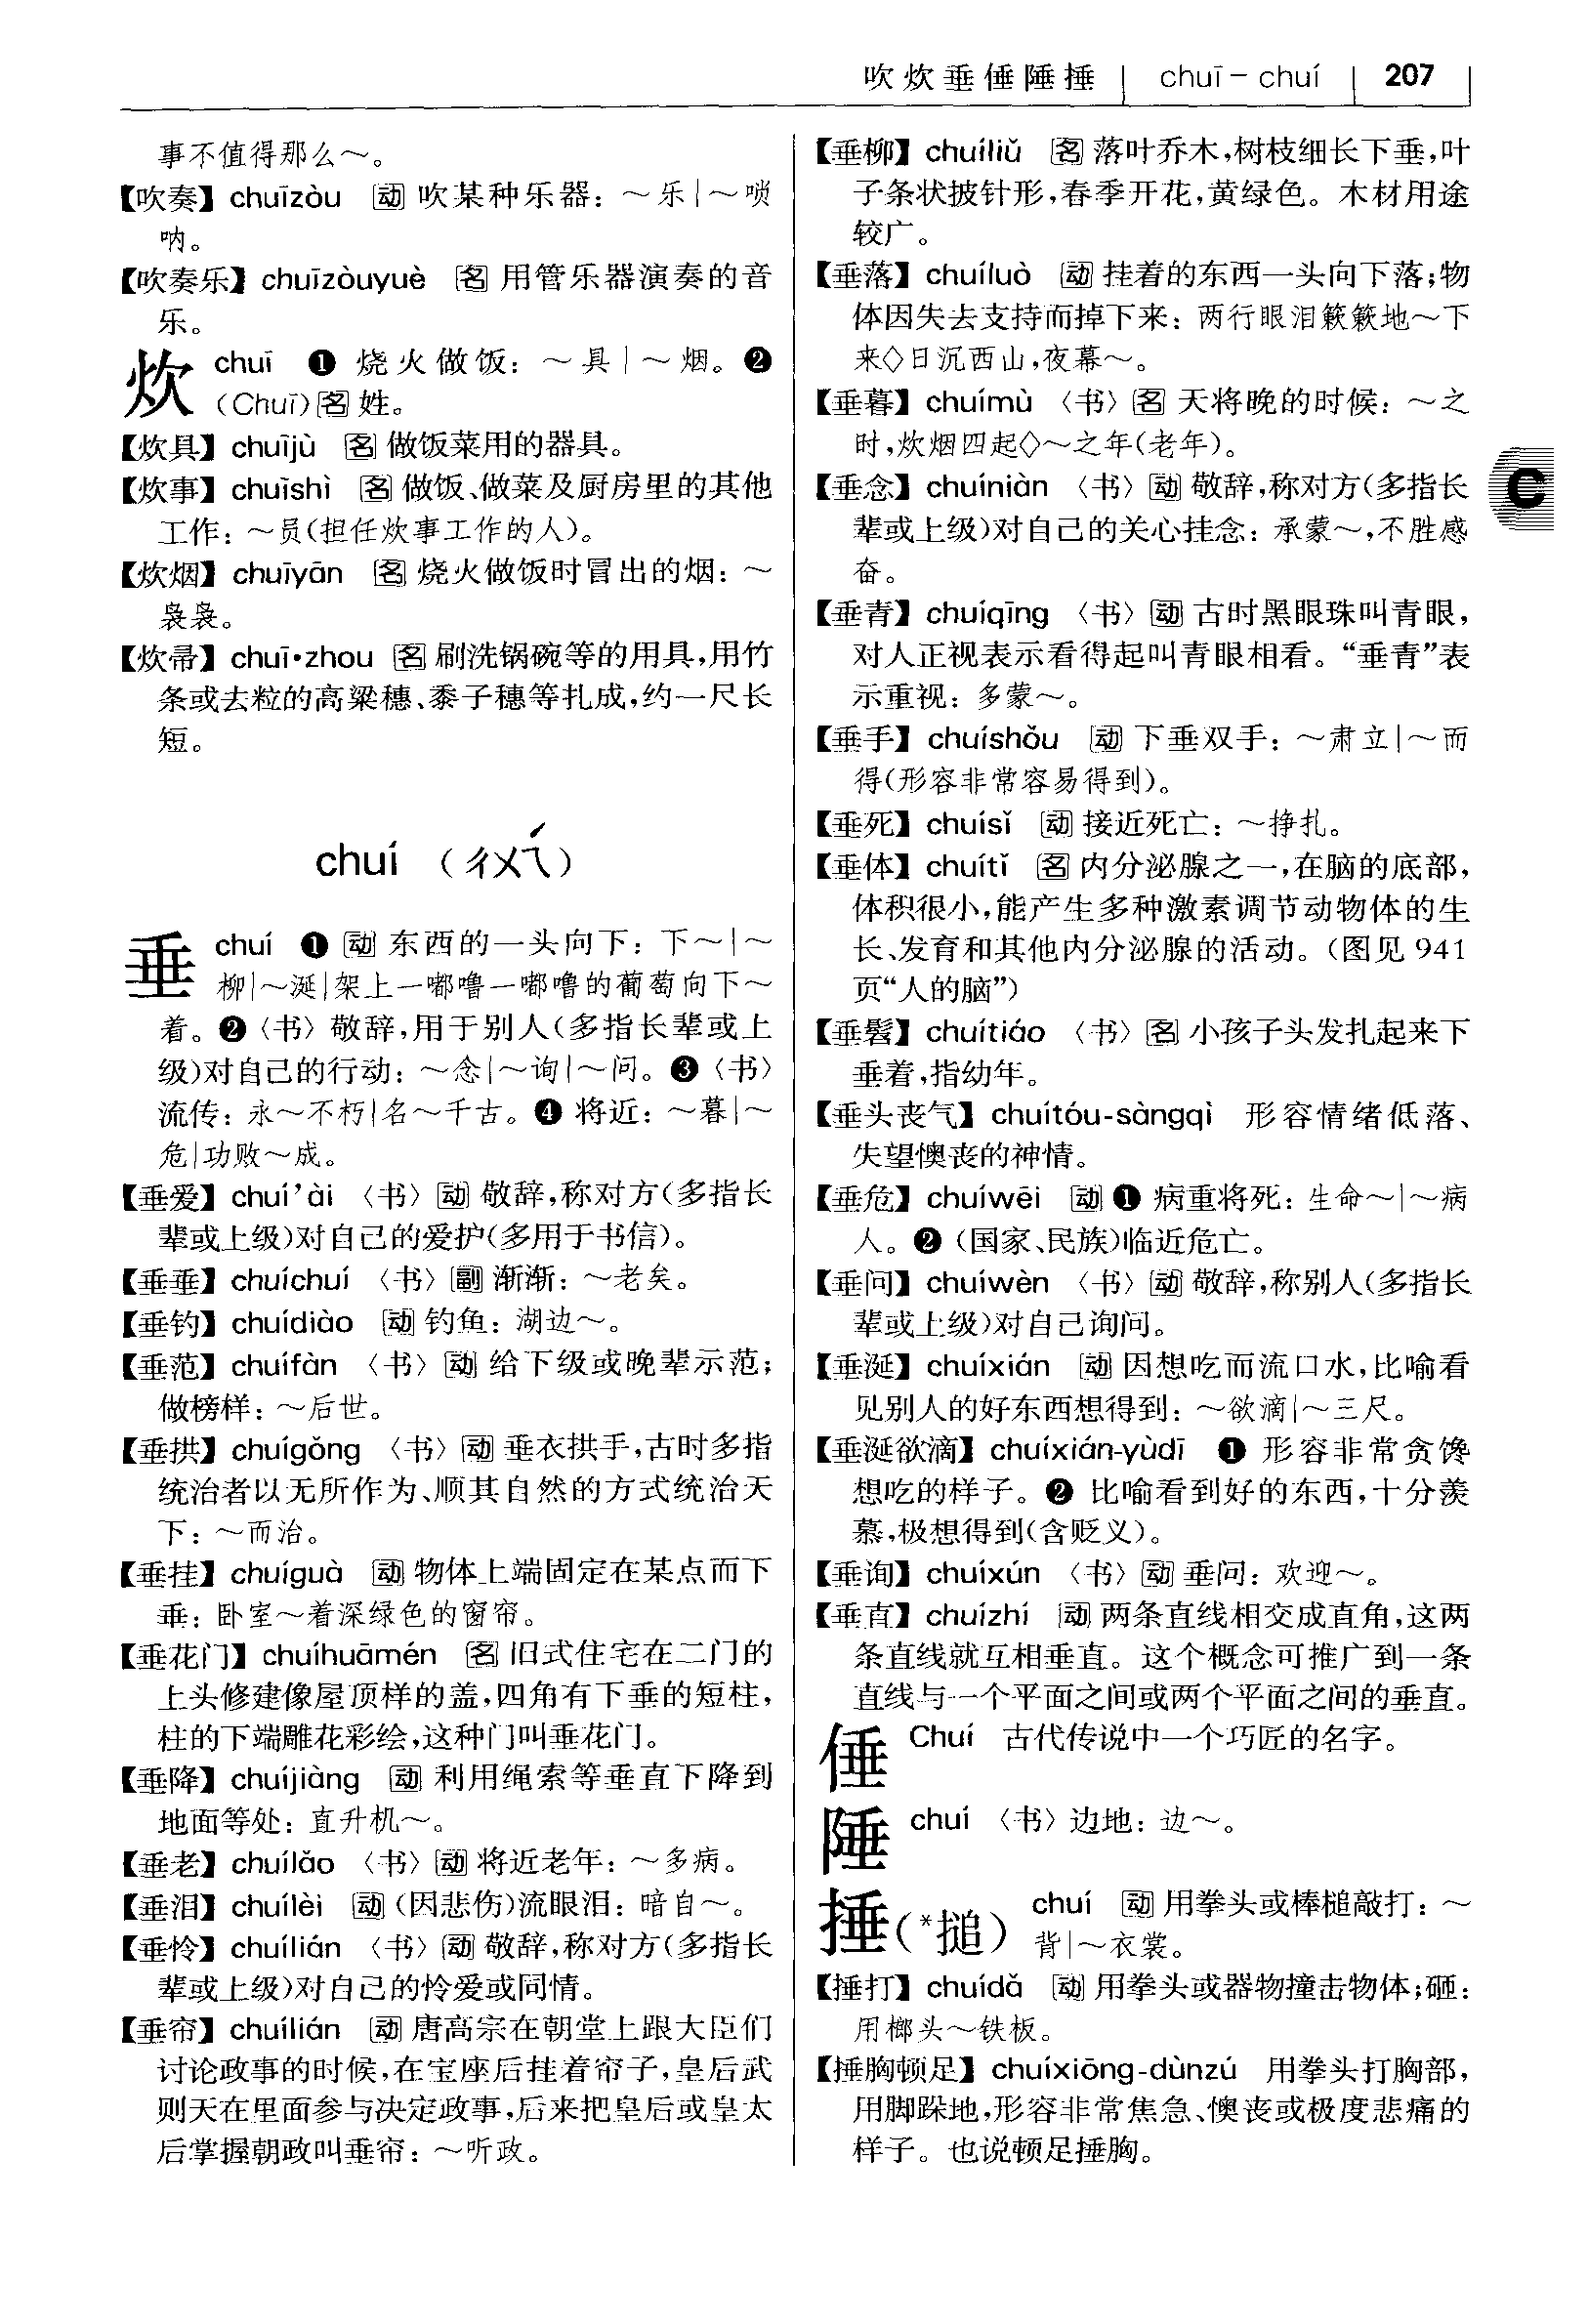 吹炊垂倕陲捶 | chuī – chuí | 207
事不值得那么～。
【吹奏】 chuīzòu 动 吹某种乐器：～乐|～唢
呐。
【吹奏乐】 chuīzòuyuè 名 用管乐器演奏的音
乐。
炊 chuī ❶ 烧火做饭：～具|～烟。❷
（Chuī）名 姓。
【炊具】 chuījù 名 做饭菜用的器具。
【炊事】 chuīshì 名 做饭、做菜及厨房里的其他
工作：～员(担任炊事工作的人)。
【炊烟】 chuīyān 名 烧火做饭时冒出的烟：～
袅袅。
【炊帚】 chuī•zhou 名 刷洗锅碗等的用具，用竹
条或去粒的高粱穗、黍子穗等扎成，约一尺长
短。
chuí （ㄔㄨㄟˊ）
垂 chuí ❶ 动 东西的一头向下：下～|～
柳|～涎|架上一嘟噜一嘟噜的葡萄向下～
着。❷〈书〉敬辞，用于别人(多指长辈或上
级)对自己的行动：～念|～询|～问。❸〈书〉
流传：永～不朽|名～千古。❹ 将近：～暮|～
危|功败～成。
【垂爱】 chuí’ài 〈书〉动 敬辞，称对方(多指长
辈或上级)对自己的爱护(多用于书信)。
【垂垂】 chuíchuí 〈书〉副 渐渐：～老矣。
【垂钓】 chuídiào 动 钓鱼：湖边～。
【垂范】 chuífàn 〈书〉动 给下级或晚辈示范；
做榜样：～后世。
【垂拱】 chuígǒng 〈书〉动 垂衣拱手，古时多指
统治者以无所作为、顺其自然的方式统治天
下：～而治。
【垂挂】 chuíguà 动 物体上端固定在某点而下
垂：卧室～着深绿色的窗帘。
【垂花门】 chuíhuāmén 名 旧式住宅在二门的
上头修建像屋顶样的盖，四角有下垂的短柱，
柱的下端雕花彩绘，这种门叫垂花门。
【垂降】 chuíjiàng 动 利用绳索等垂直下降到
地面等处：直升机～。
【垂老】 chuílǎo 〈书〉动 将近老年：～多病。
【垂泪】 chuílèi 动 (因悲伤)流眼泪：暗自～。
【垂怜】 chuílián 〈书〉动 敬辞，称对方(多指长
辈或上级)对自己的怜爱或同情。
【垂帘】 chuílián 动 唐高宗在朝堂上跟大臣们
讨论政事的时候，在宝座后挂着帘子，皇后武
则天在里面参与决定政事，后来把皇后或皇太
后掌握朝政叫垂帘：～听政。
【垂柳】 chuíliǔ 名 落叶乔木，树枝细长下垂，叶
子条状披针形，春季开花，黄绿色。木材用途
较广。
【垂落】 chuíluò 动 挂着的东西一头向下落；物
体因失去支持而掉下来：两行眼泪簌簌地～下
来◇日沉西山，夜幕～。
【垂暮】 chuímù 〈书〉名 天将晚的时候：～之
时，炊烟四起◇～之年(老年)。
【垂念】 chuíniàn 〈书〉动 敬辞，称对方(多指长
辈或上级)对自己的关心挂念：承蒙～，不胜感
奋。
【垂青】 chuíqīng 〈书〉动 古时黑眼珠叫青眼，
对人正视表示看得起叫青眼相看。“垂青”表
示重视：多蒙～。
【垂手】 chuíshǒu 动 下垂双手：～肃立|～而
得(形容非常容易得到)。
【垂死】 chuísǐ 动 接近死亡：～挣扎。
【垂体】 chuítǐ 名 内分泌腺之一，在脑的底部，
体积很小，能产生多种激素调节动物体的生
长、发育和其他内分泌腺的活动。（图见 941
页“人的脑”）
【垂髫】 chuítiáo 〈书〉名 小孩子头发扎起来下
垂着，指幼年。
【垂头丧气】 chuítóu-sàngqì 形容情绪低落、
失望懊丧的神情。
【垂危】 chuíwēi 动 ❶ 病重将死：生命～|～病
人。❷（国家、民族)临近危亡。
【垂问】 chuíwèn 〈书〉动 敬辞，称别人(多指长
辈或上级)对自己询问。
【垂涎】 chuíxián 动 因想吃而流口水，比喻看
见别人的好东西想得到：～欲滴|～三尺。
【垂涎欲滴】 chuíxián-yùdī ❶ 形容非常贪馋
想吃的样子。❷ 比喻看到好的东西，十分羡
慕，极想得到(含贬义)。
【垂询】 chuíxún 〈书〉动 垂问：欢迎～。
【垂直】 chuízhí 动 两条直线相交成直角，这两
条直线就互相垂直。这个概念可推广到一条
直线与一个平面之间或两个平面之间的垂直。
倕 Chuí 古代传说中一个巧匠的名字。
陲 chuí 〈书〉边地：边～。
捶(*搥) chuí 动 用拳头或棒槌敲打：～
背|～衣裳。
【捶打】 chuídǎ 动 用拳头或器物撞击物体；砸：
用榔头～铁板。
【捶胸顿足】 chuíxiōng-dùnzú 用拳头打胸部，
用脚跺地，形容非常焦急、懊丧或极度悲痛的
样子。也说顿足捶胸。
C